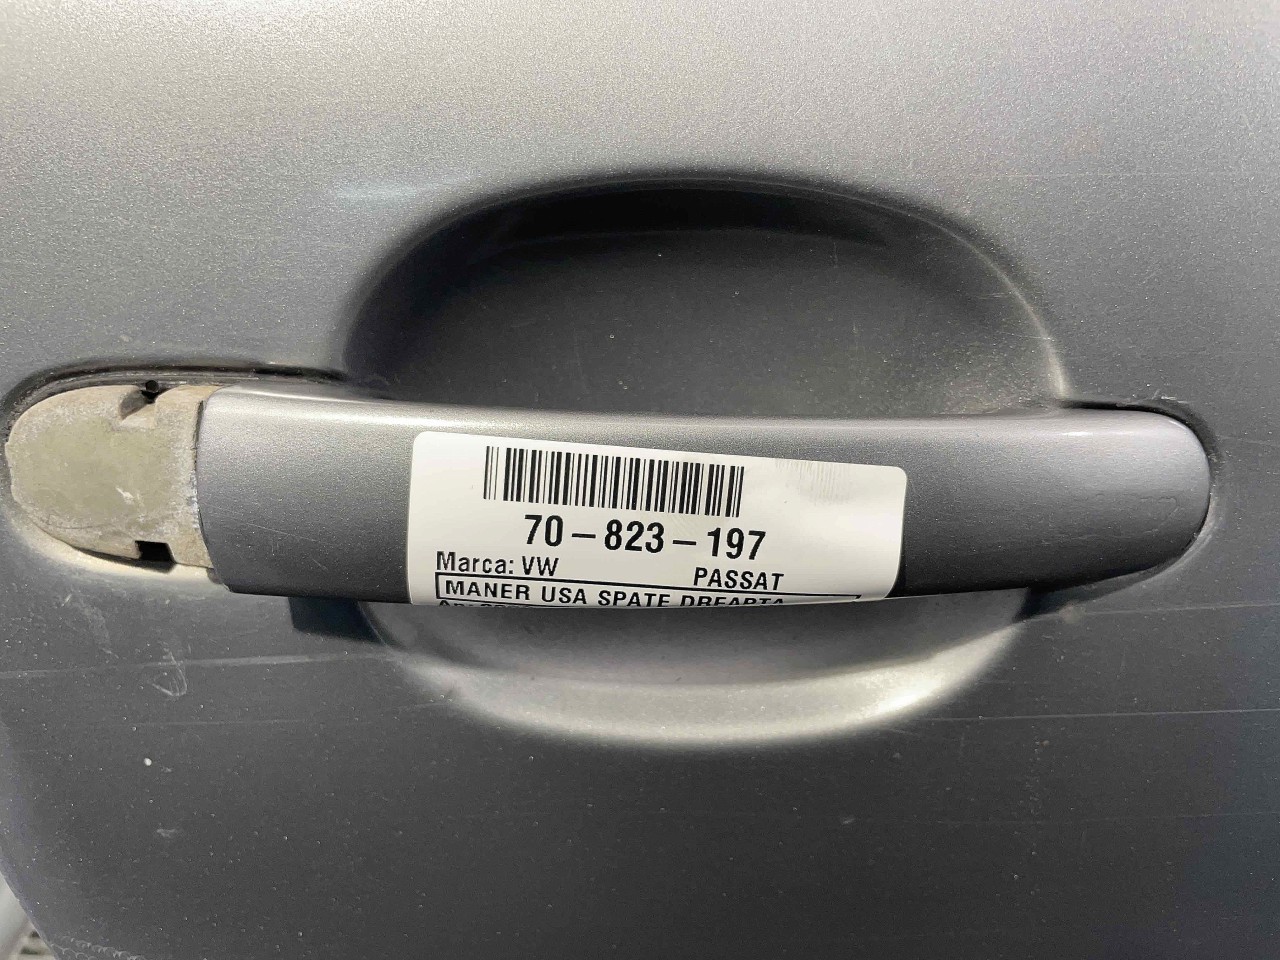 70-823-197
Marca: VW PASSAT
MANER USA SPATE DREAPTA